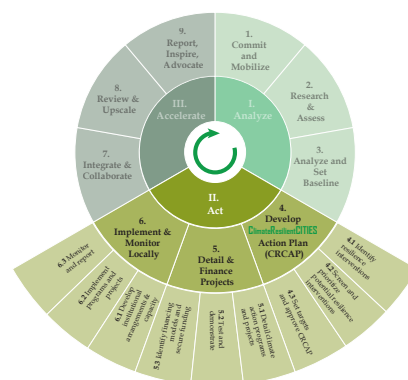 9.
Report,
Inspire,
Advocate
1.
Commit
and
Mobilize
8.
Review &
Upscale
2.
Research
&
Assess
III.
Accelerate
I.
Analyze
7.
Integrate &
Collaborate
3.
Analyze and
Set
Baseline
II.
Act
6.
Implement &
Monitor
Locally
4.
Develop
ClimateResilientCITIES
Action Plan
(CRCAP)
5.
Detail &
Finance
Projects
6.3 Monitor
and report
6.2 Implement
programs and
projects
6.1 Develop
institutional
arrangements &
capacity
5.3 Identify financing
models and
secure funding
5.2 Test and
demonstrate
5.1 Detail climate
action programs
and projects
4.3 Set targets
and approve CRCAP
4.2 Screen and
prioritize
potential resilience
interventions
4.1 Identify
resilience
interventions